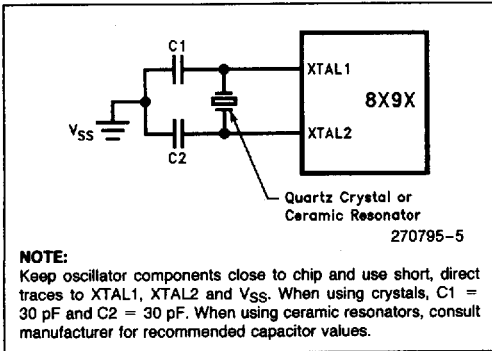 C1
XTAL1
8X9X
VSS
XTAL2
C2
Quartz Crystal or
Ceramic Resonator
270795-5
NOTE:
Keep oscillator components close to chip and use short, direct
traces to XTAL1, XTAL2 and VSS. When using crystals, C1 =
30 pF and C2 = 30 pF. When using ceramic resonators, consult
manufacturer for recommended capacitor values.